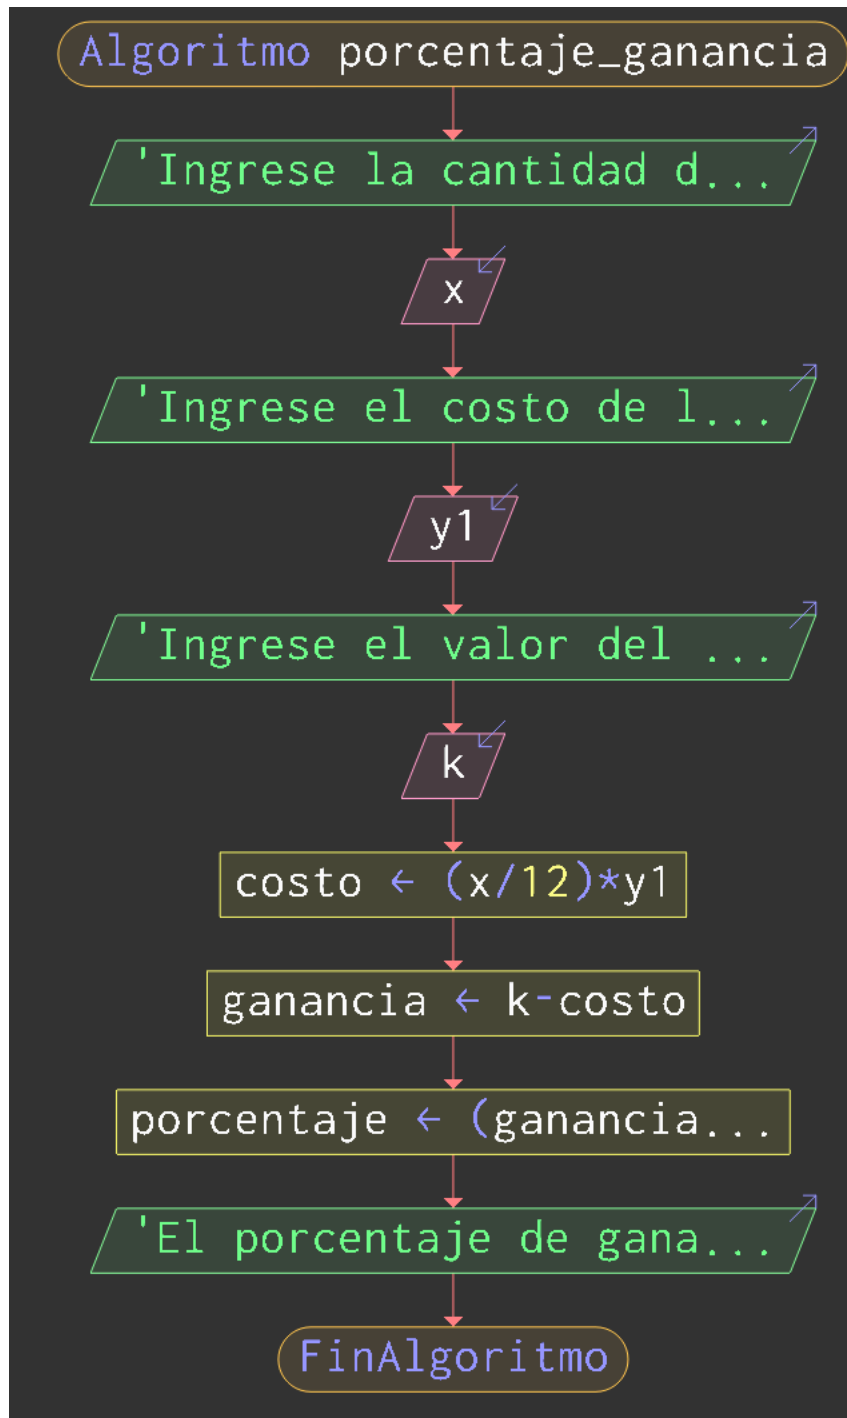 Algoritmo porcentaje_ganancia
'Ingrese la cantidad d...
x
'Ingrese el costo de l...
y1
'Ingrese el valor del ...
k
costo ← (x/12)*y1
ganancia ← k-costo
porcentaje ← (ganancia...
'El porcentaje de gana...
FinAlgoritmo